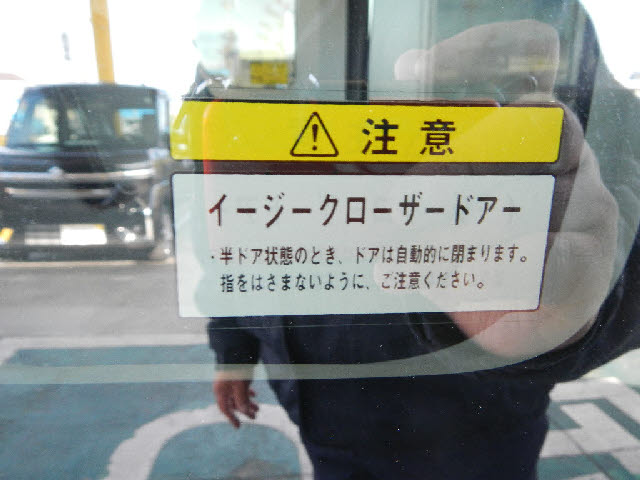 注意
イージークローザードアー
・半ドア状態のとき、ドアは自動的に閉まります。
指をはさまないように、ご注意ください。